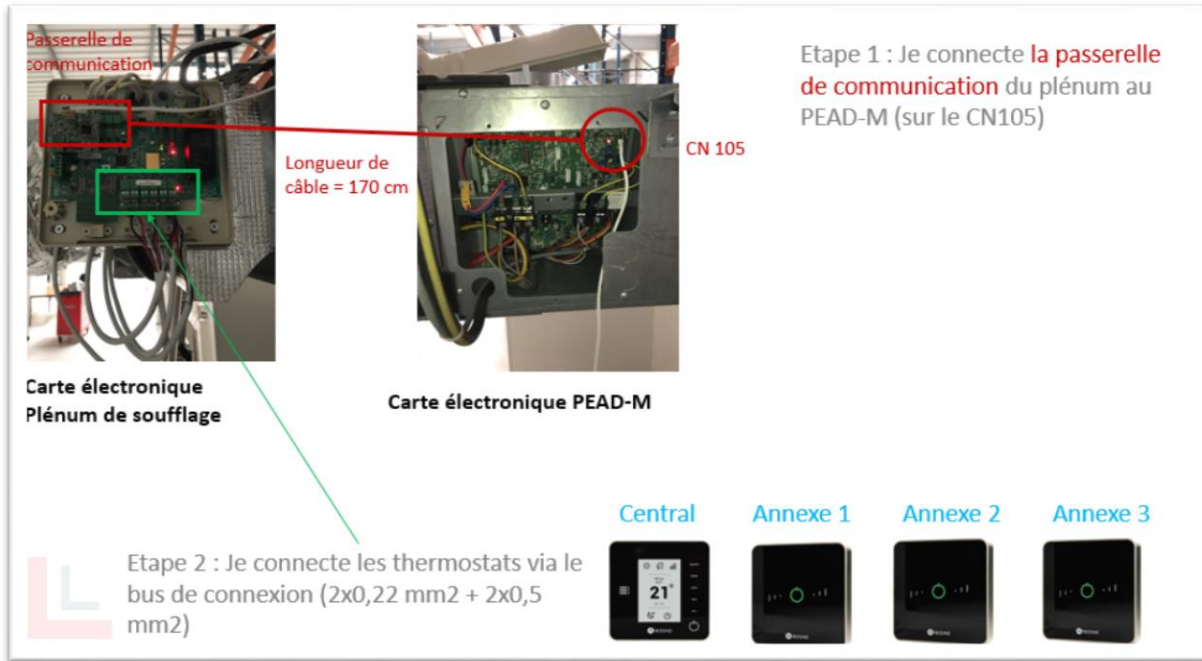 Passerelle de
communication
Longueur de
câble = 170 cm
CN 105
Etape 1 : Je connecte la passerelle
de communication du plénum au
PEAD-M (sur le CN105)
Carte électronique
Plénum de soufflage
Carte électronique PEAD-M
Central
Annexe 1
Annexe 2
Annexe 3
21°
Etape 2 : Je connecte les thermostats via le
bus de connexion (2x0,22 mm2 + 2x0,5
mm2)